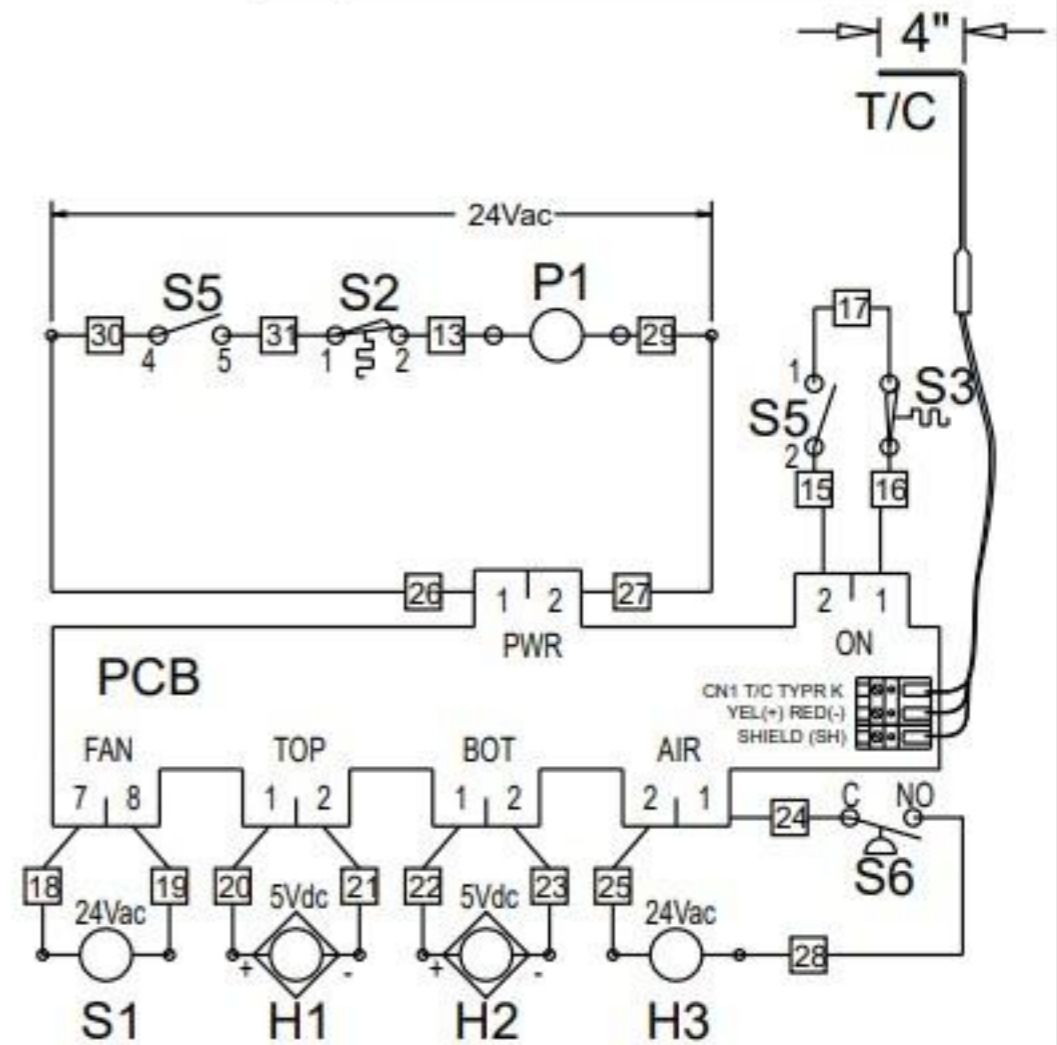 4"
T/C
24Vac
S5 S2 P1
30 31 13 29
4 5 1 2
17
1
S5 S3
2
15 16
26 1 2 27
PWR
2 1
ON
PCB
CN1 T/C TYPR K
YEL(+) RED(-)
SHIELD (SH)
FAN TOP BOT AIR
7 8 1 2 1 2 2 1
24 C NO
S6
18 19 20 21 22 23 25
24Vac 5Vdc 5Vdc 24Vac
+ - + -
28
S1 H1 H2 H3